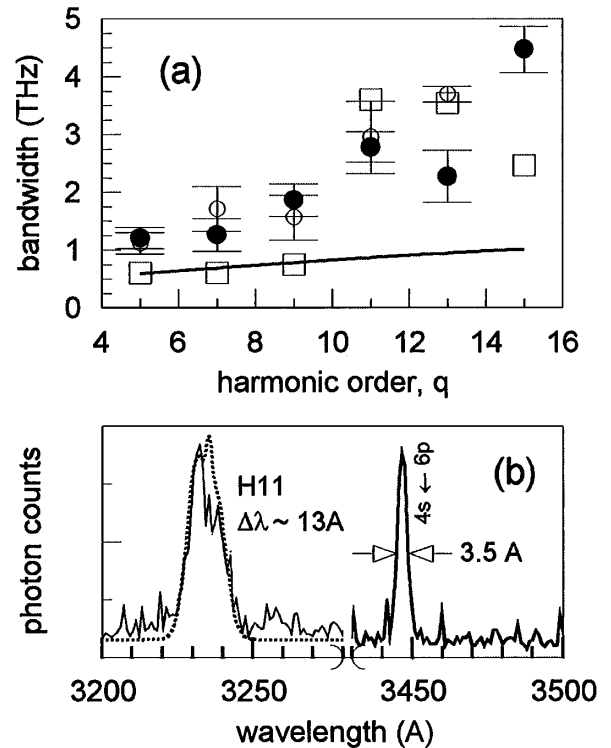 5
4
3
2
1
0
bandwidth (THz)
(a)
4 6 8 10 12 14 16
harmonic order, q
photon counts
H11
Δλ ~ 13A
4s ← 6p
(b)
3.5 A
3200 3250 3450 3500
wavelength (A)